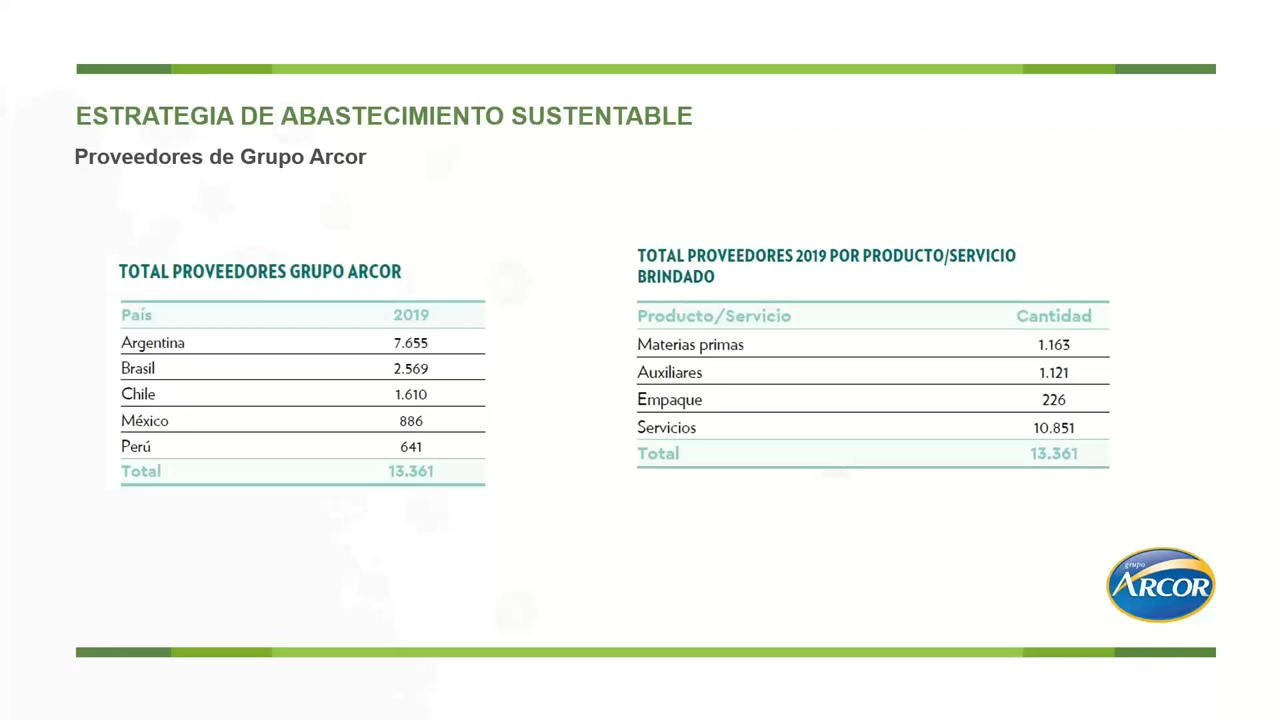 ESTRATEGIA DE ABASTECIMIENTO SUSTENTABLE
Proveedores de Grupo Arcor
TOTAL PROVEEDORES GRUPO ARCOR
País 2019
Argentina 7.655
Brasil 2.569
Chile 1.610
México 886
Perú 641
Total 13.361
TOTAL PROVEEDORES 2019 POR PRODUCTO/SERVICIO
BRINDADO
Producto/Servicio Cantidad
Materias primas 1.163
Auxiliares 1.121
Empaque 226
Servicios 10.851
Total 13.361
grupo
ARCOR